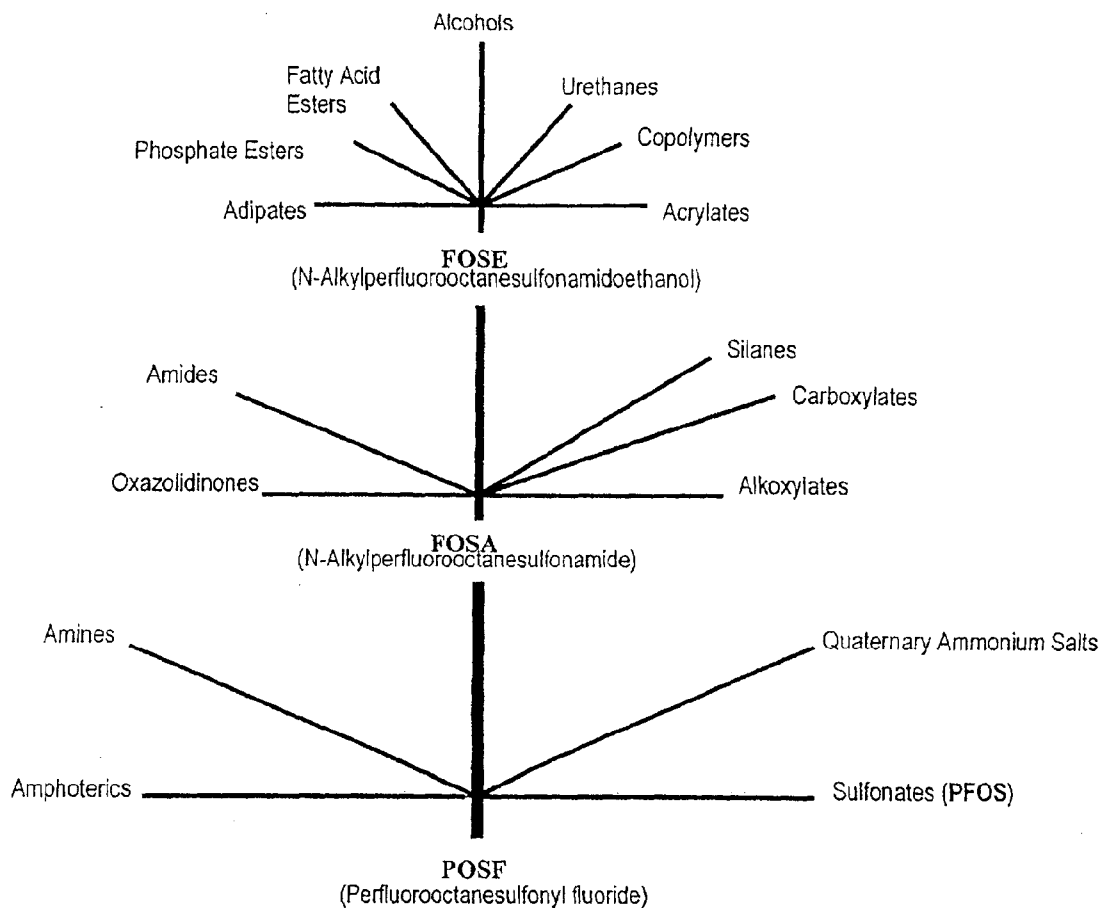 Alcohols
Fatty Acid
Esters
Urethanes
Phosphate Esters
Copolymers
Adipates
Acrylates
FOSE
(N-Alkylperfluorooctanesulfonamidoethanol)
Silanes
Amides
Carboxylates
Oxazolidinones
Alkoxylates
FOSA
(N-Alkylperfluorooctanesulfonamide)
Amines
Quaternary Ammonium Salts
Amphoterics
Sulfonates (PFOS)
POSF
(Perfluorooctanesulfonyl fluoride)